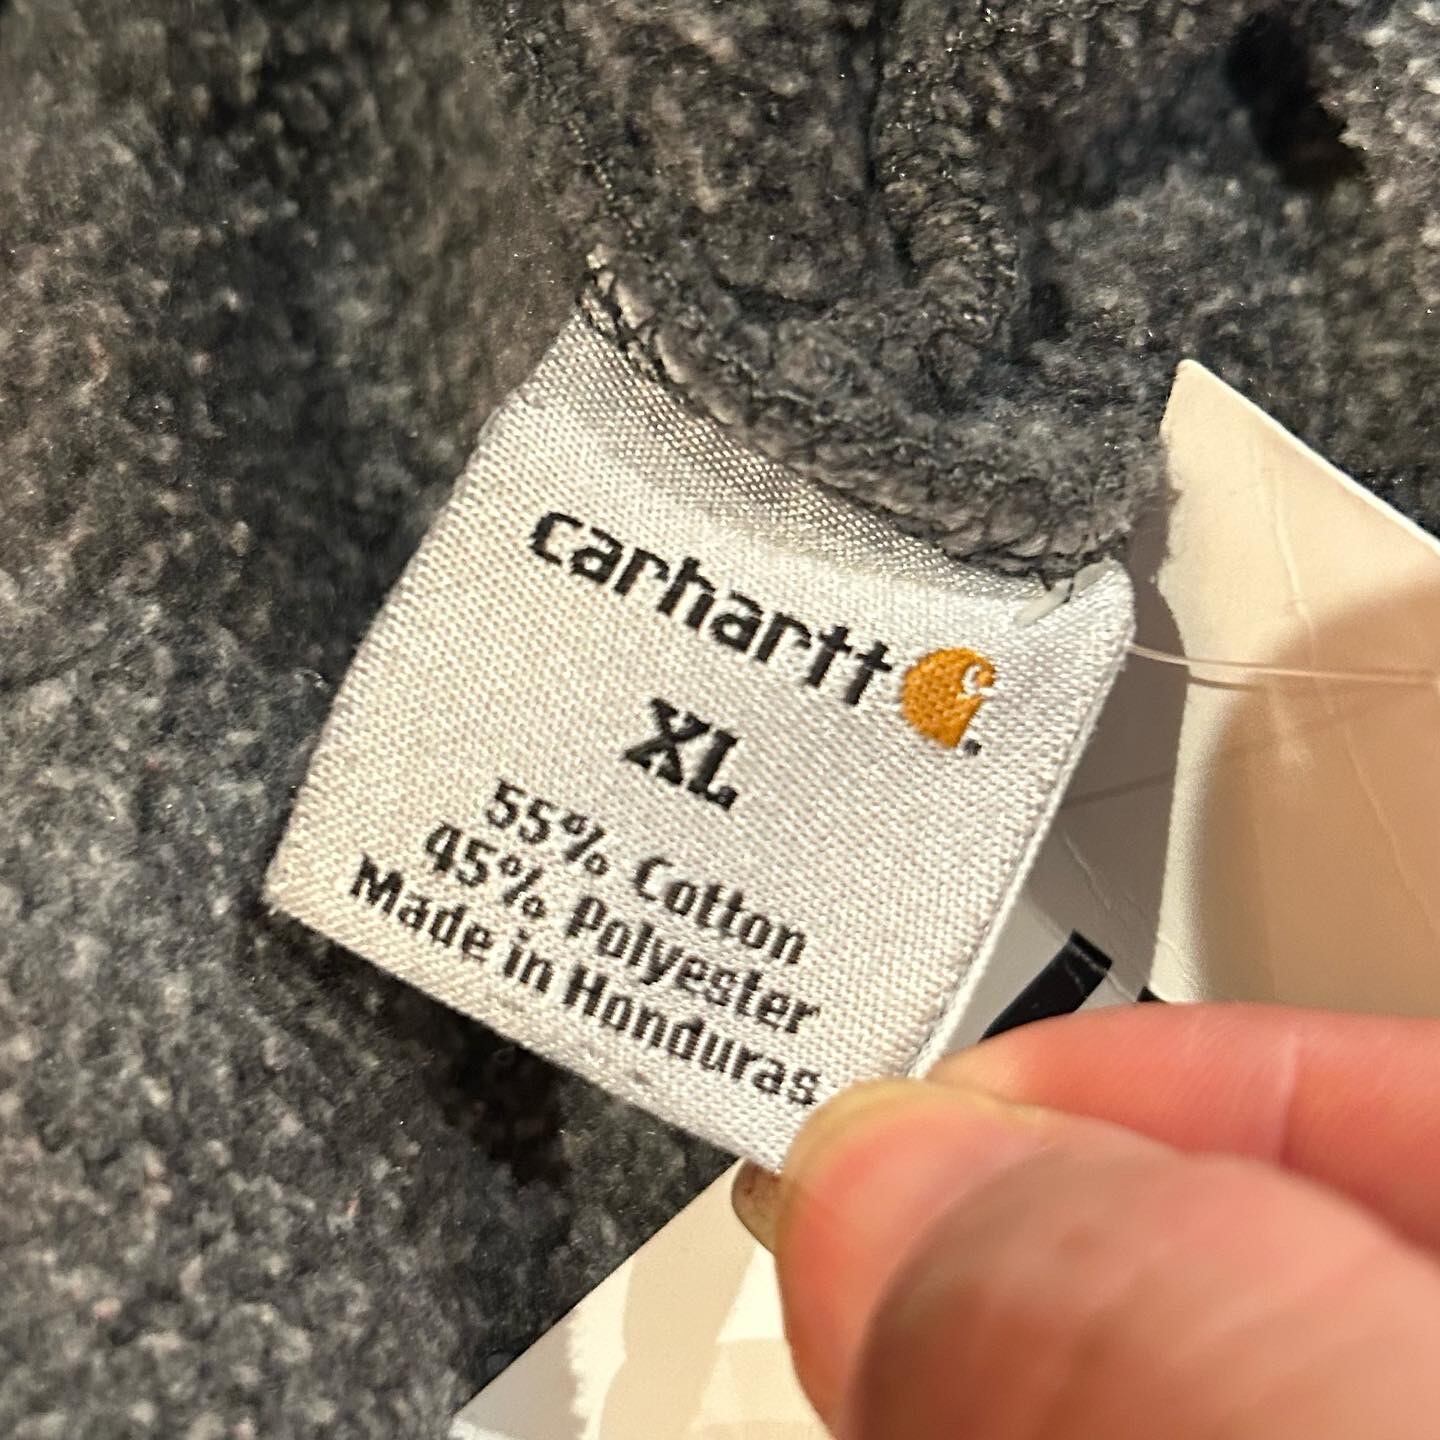 carhartt
XL
55% Cotton
45% Polyester
Made in Honduras